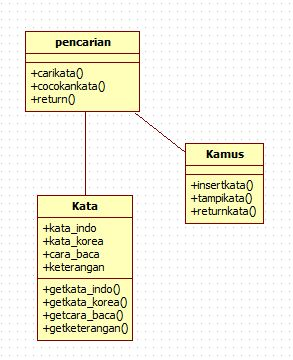 pencarian
+carikata()
+cocokankata()
+return()
Kamus
+insertkata()
+tampikata()
+returnkata()
Kata
+kata_indo
+kata_korea
+cara_baca
+keterangan
+getkata_indo()
+getkata_korea()
+getcara_baca()
+getketerangan()